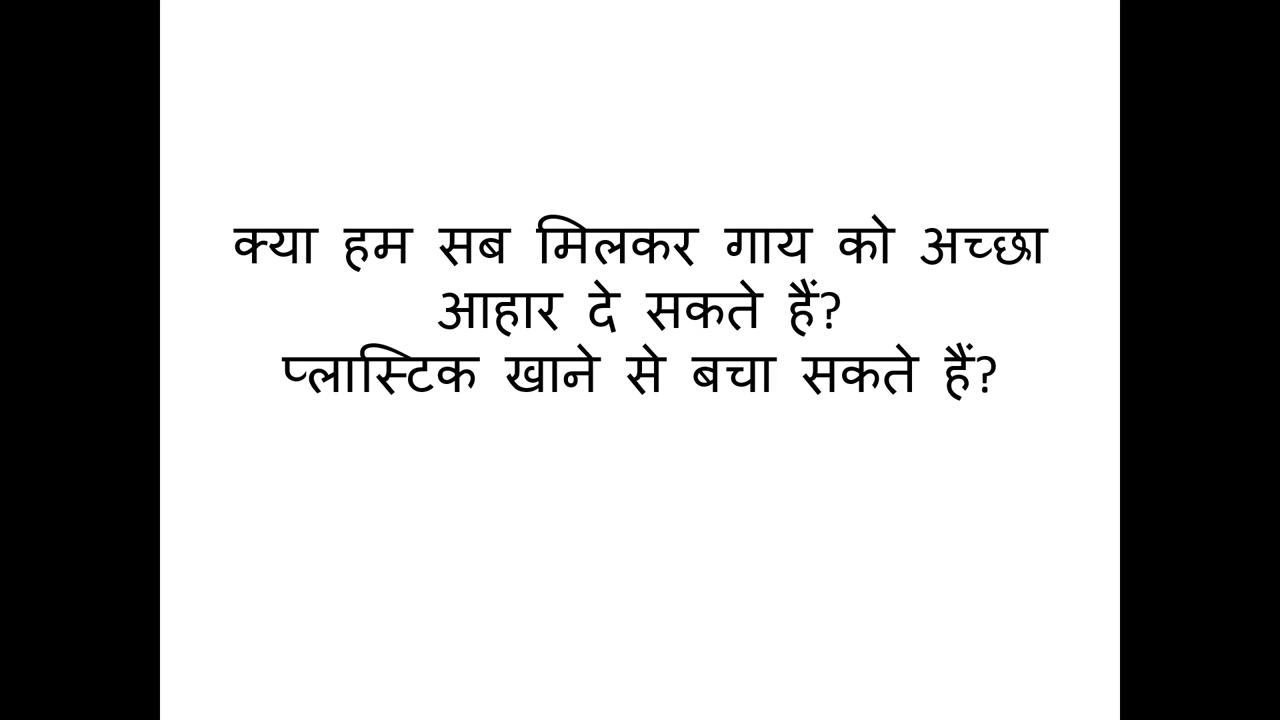 क्या हम सब मिलकर गाय को अच्छा
आहार दे सकते हैं?
प्लास्टिक खाने से बचा सकते हैं?